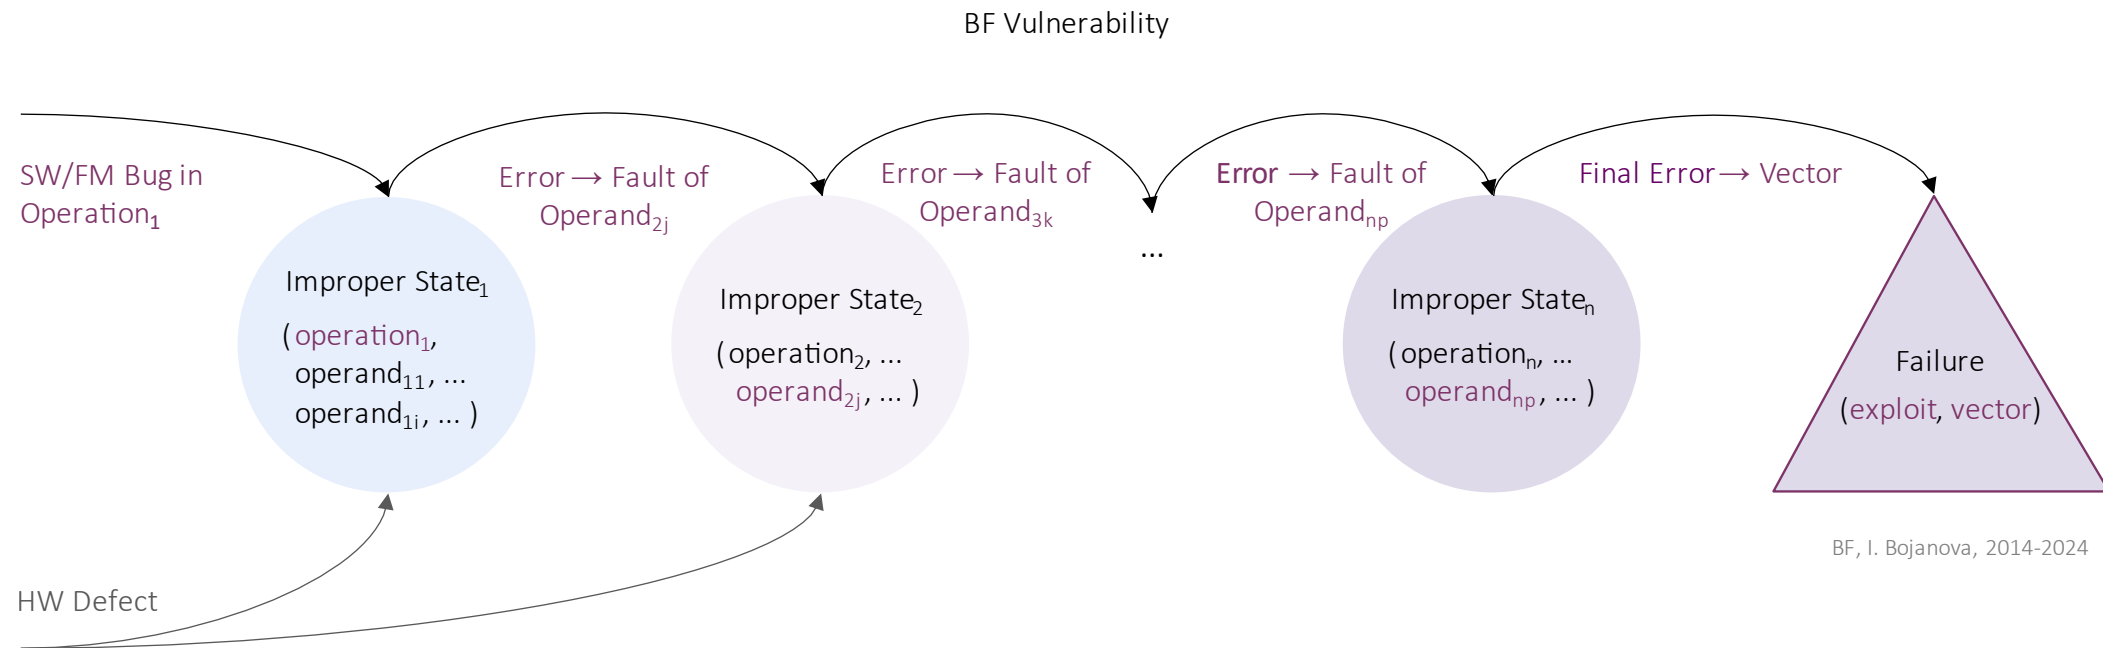 BF Vulnerability
SW/FM Bug in
Operation₁
Error → Fault of
Operand₂ⱼ
Error → Fault of
Operand₃ₖ
...
Error → Fault of
Operandₙₚ
Final Error → Vector
Improper State₁
(operation₁,
operand₁₁, ...
operand₁ᵢ, ... )
Improper State₂
(operation₂, ...
operand₂ⱼ, ... )
Improper Stateₙ
(operationₙ, ...
operandₙₚ, ... )
Failure
(exploit, vector)
BF, I. Bojanova, 2014-2024
HW Defect